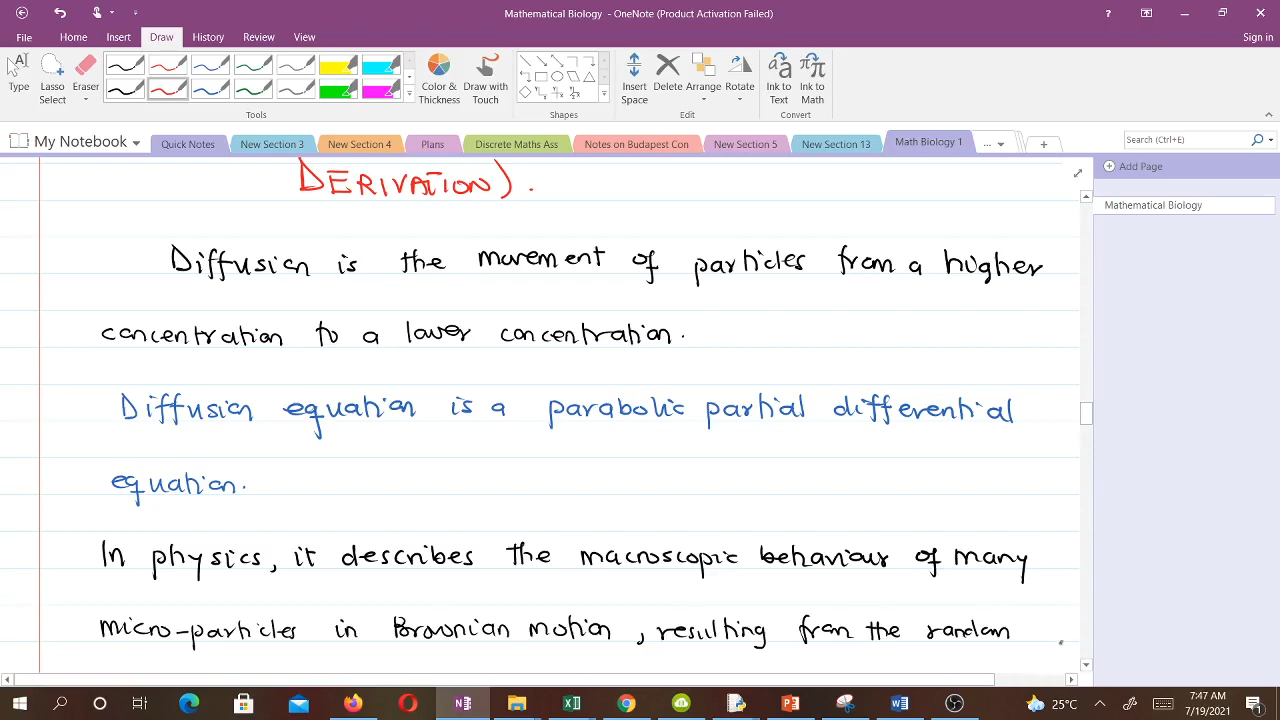 Mathematical Biology - OneNote (Product Activation Failed)
File Home Insert Draw History Review View
Sign in
Type Lasso Select Eraser
Color & Thickness Draw with Touch
Insert Space Delete Arrange Rotate
Ink to Text Ink to Math
Tools Shapes Edit Convert
My Notebook Quick Notes New Section 3 New Section 4 Plans Discrete Maths Ass Notes on Budapest Con New Section 5 New Section 13 Math Biology 1 ...
Search (Ctrl+E)
Add Page
Mathematical Biology
DERIVATION).
Diffusion is the movement of particles from a higher
concentration to a lower concentration.
Diffusion equation is a parabolic partial differential
equation.
In physics, it describes the macroscopic behaviour of many
micro-particles in Brownian motion, resulting from the random
25°C
7:47 AM
7/19/2021